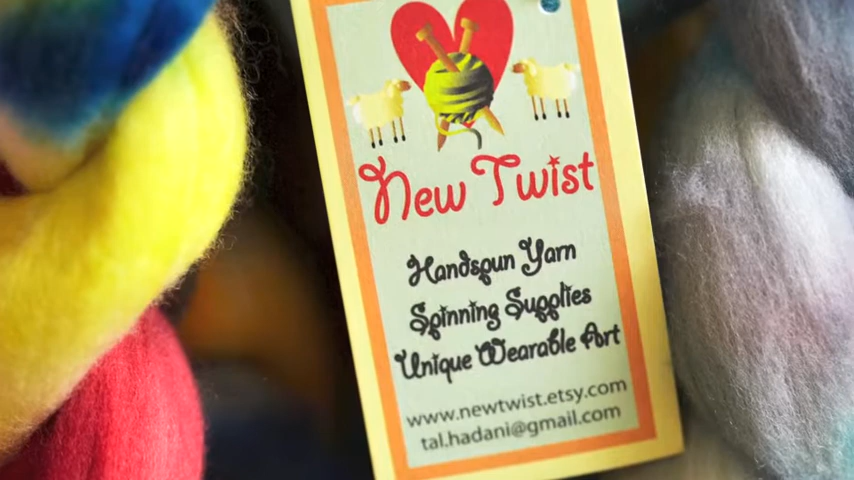 New Twist
Handspun Yarn
Spinning Supplies
Unique Wearable Art
www.newtwist.etsy.com
tal.hadani@gmail.com